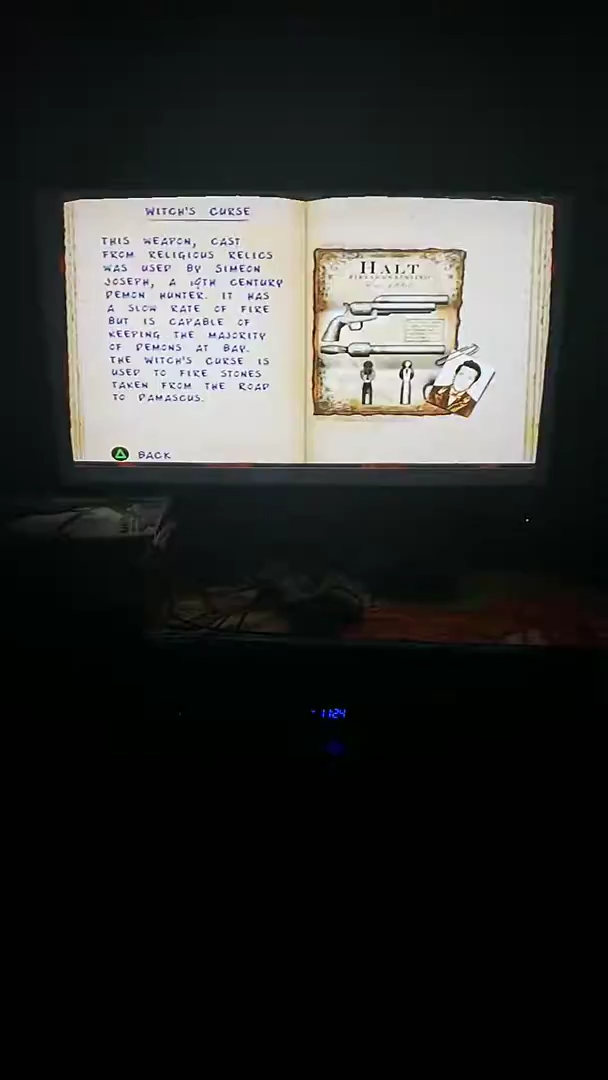 WITCH'S CURSE
THIS WEAPON, CAST
FROM RELIGIOUS RELICS
WAS USED BY SIMEON
JOSEPH, A 19TH CENTURY
DEMON HUNTER. IT HAS
A SLOW RATE OF FIRE
BUT IS CAPABLE OF
KEEPING THE MAJORITY
OF DEMONS AT BAY.
THE WITCH'S CURSE IS
USED TO FIRE STONES
TAKEN FROM THE ROAD
TO DAMASCUS.
BACK
HALT
1124